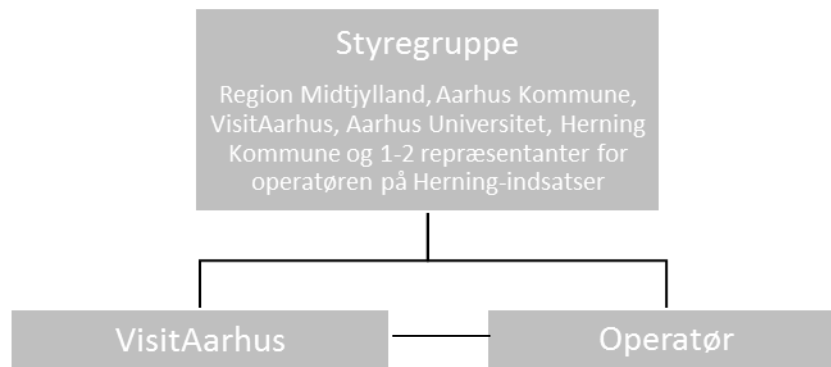 Styregruppe
Region Midtjylland, Aarhus Kommune,
VisitAarhus, Aarhus Universitet, Herning
Kommune og 1-2 repræsentanter for
operatøren på Herning-indsatser
VisitAarhus
Operatør